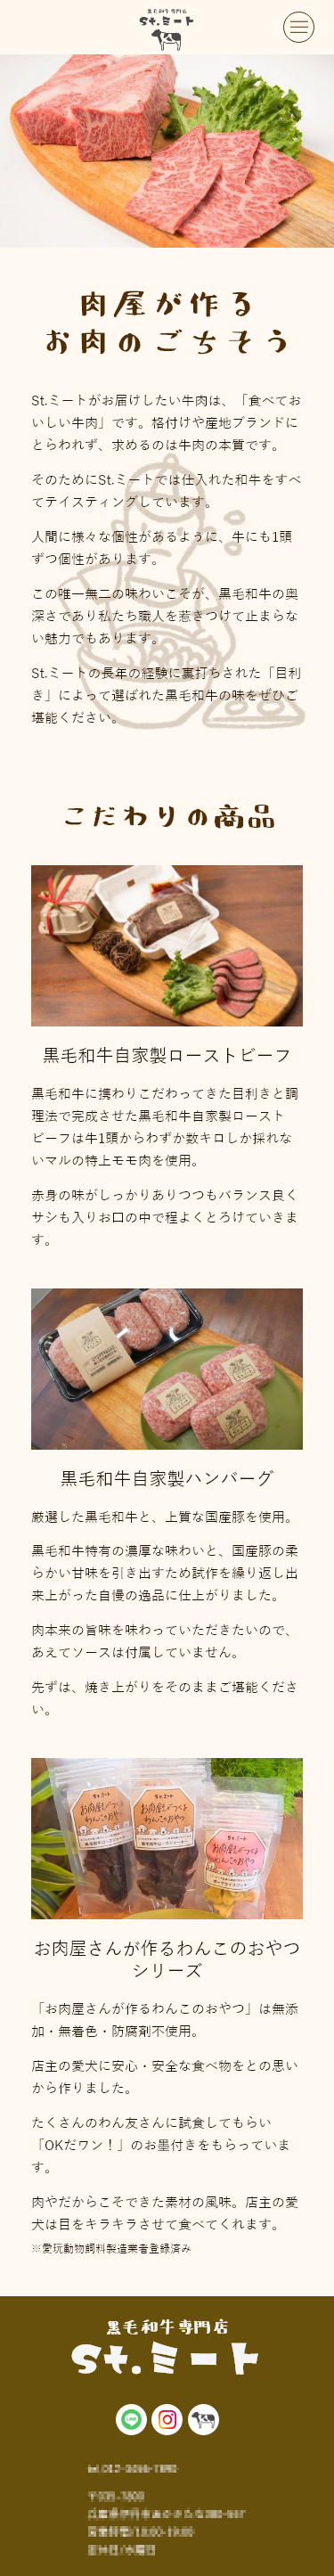 黒毛和牛専門店
St.ミート
肉屋が作る
お肉のごちそう
St.ミートがお届けしたい牛肉は、「食べてお
いしい牛肉」です。格付けや産地ブランドに
とらわれず、求めるのは牛肉の本質です。
そのためにSt.ミートでは仕入れた和牛をすべ
てテイスティングしています。
人間に様々な個性があるように、牛にも1頭
ずつ個性があります。
この唯一無二の味わいこそが、黒毛和牛の奥
深さであり私たち職人を惹きつけて止まらな
い魅力でもあります。
St.ミートの長年の経験に裏打ちされた「目利
き」によって選ばれた黒毛和牛の味をぜひご
堪能ください。
こだわりの商品
黒毛和牛自家製ローストビーフ
黒毛和牛に携わりこだわってきた目利きと調
理法で完成させた黒毛和牛自家製ロースト
ビーフは牛1頭からわずか数キロしか採れな
いマルの特上モモ肉を使用。
赤身の味がしっかりありつつもバランス良く
サシも入りお口の中で程よくとろけていきま
す。
黒毛和牛自家製ハンバーグ
厳選した黒毛和牛と、上質な国産豚を使用。
黒毛和牛特有の濃厚な味わいと、国産豚の柔
らかい甘味を引き出すため試作を繰り返し出
来上がった自慢の逸品に仕上がりました。
肉本来の旨味を味わっていただきたいので、
あえてソースは付属していません。
先ずは、焼き上がりをそのままご堪能くださ
い。
お肉屋さんが作るわんこのおやつ
シリーズ
「お肉屋さんが作るわんこのおやつ」は無添
加・無着色・防腐剤不使用。
店主の愛犬に安心・安全な食べ物をとの思い
から作りました。
たくさんのわん友さんに試食してもらい
「OKだワン！」のお墨付きをもらっていま
す。
肉やだからこそできた素材の風味。店主の愛
犬は目をキラキラさせて食べてくれます。
※愛玩動物飼料製造業者登録済み
黒毛和牛専門店
St.ミート
LINE